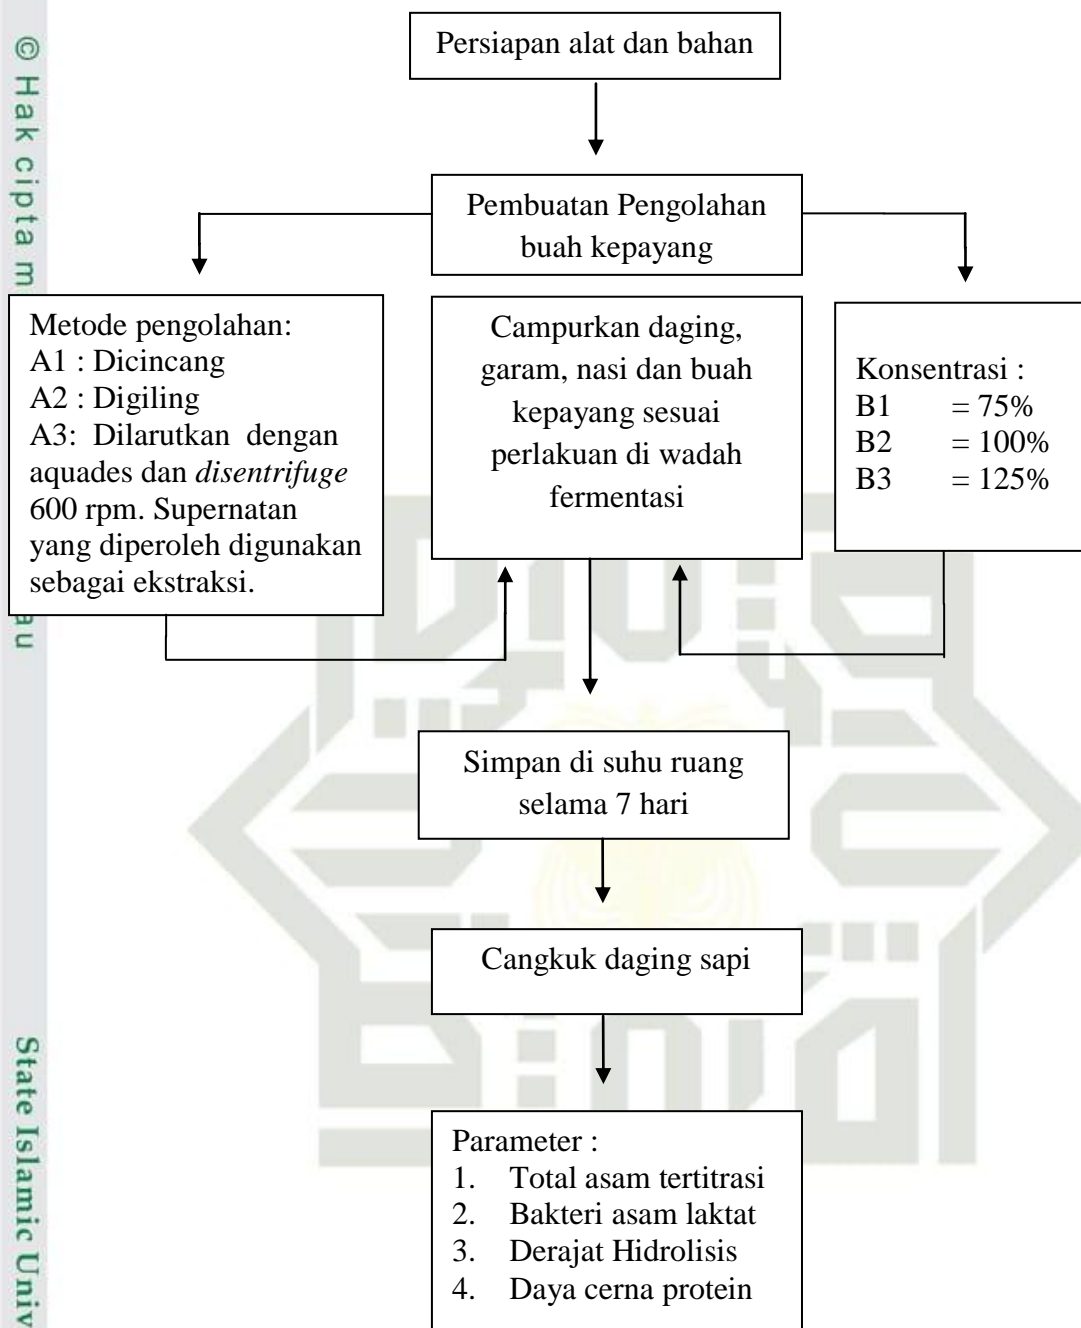 © Hak cipta m
au
State Islamic Univ
Persiapan alat dan bahan
Pembuatan Pengolahan
buah kepayang
Metode pengolahan:
A1 : Dicincang
A2 : Digiling
A3: Dilarutkan dengan
aquades dan disentrifuge
600 rpm. Supernatan
yang diperoleh digunakan
sebagai ekstraksi.
Campurkan daging,
garam, nasi dan buah
kepayang sesuai
perlakuan di wadah
fermentasi
Konsentrasi :
B1 = 75%
B2 = 100%
B3 = 125%
Simpan di suhu ruang
selama 7 hari
Cangkuk daging sapi
Parameter :
1. Total asam tertitrasi
2. Bakteri asam laktat
3. Derajat Hidrolisis
4. Daya cerna protein